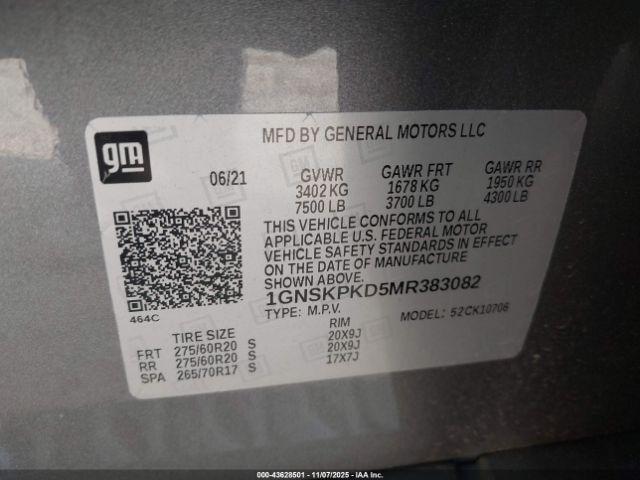 gm
MFD BY GENERAL MOTORS LLC
06/21 GVWR GAWR FRT GAWR RR
3402 KG 1678 KG 1950 KG
7500 LB 3700 LB 4300 LB
THIS VEHICLE CONFORMS TO ALL
APPLICABLE U.S. FEDERAL MOTOR
VEHICLE SAFETY STANDARDS IN EFFECT
ON THE DATE OF MANUFACTURE
SHOWN ABOVE.
1GNSKPKD5MR383082
TYPE: M.P.V. MODEL: 52CK10706
464C
TIRE SIZE RIM
FRT 275/60R20 S 20X9J
RR 275/60R20 S 20X9J
SPA 265/70R17 S 17X7J
000-43628501 - 11/07/2025 - IAAI.com